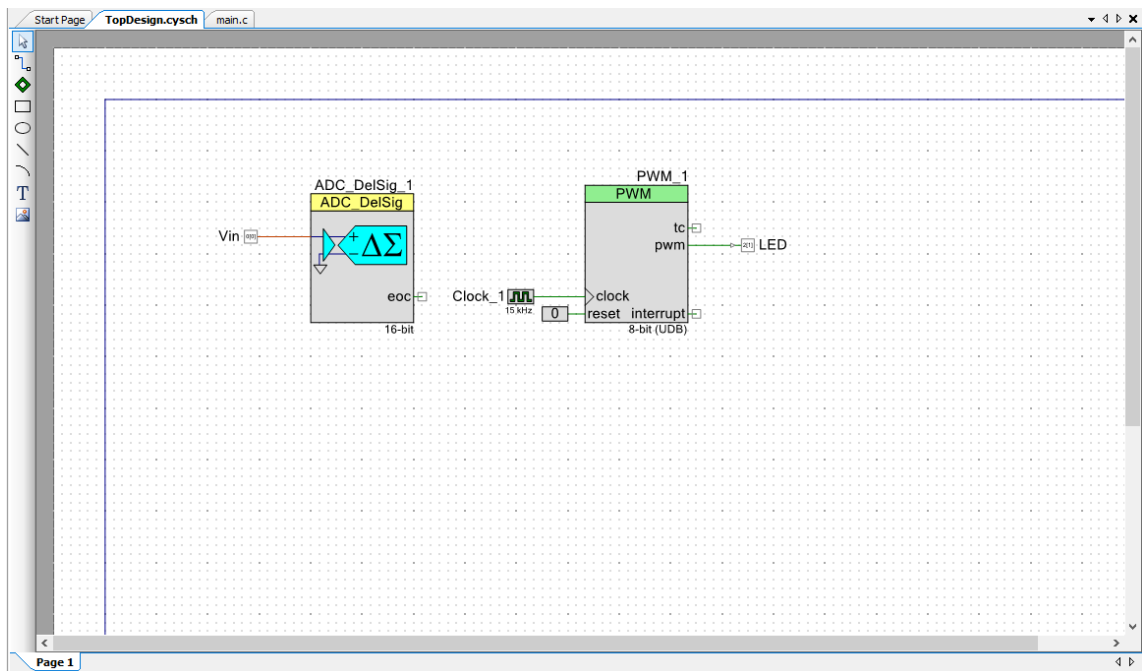 Start Page
TopDesign.cysch
main.c
T
ADC_DelSig_1
ADC_DelSig
Vin
+
ΔΣ
−
eoc
16-bit
PWM_1
PWM
tc
pwm
LED
Clock_1
15 kHz
clock
0
reset
interrupt
8-bit (UDB)
Page 1